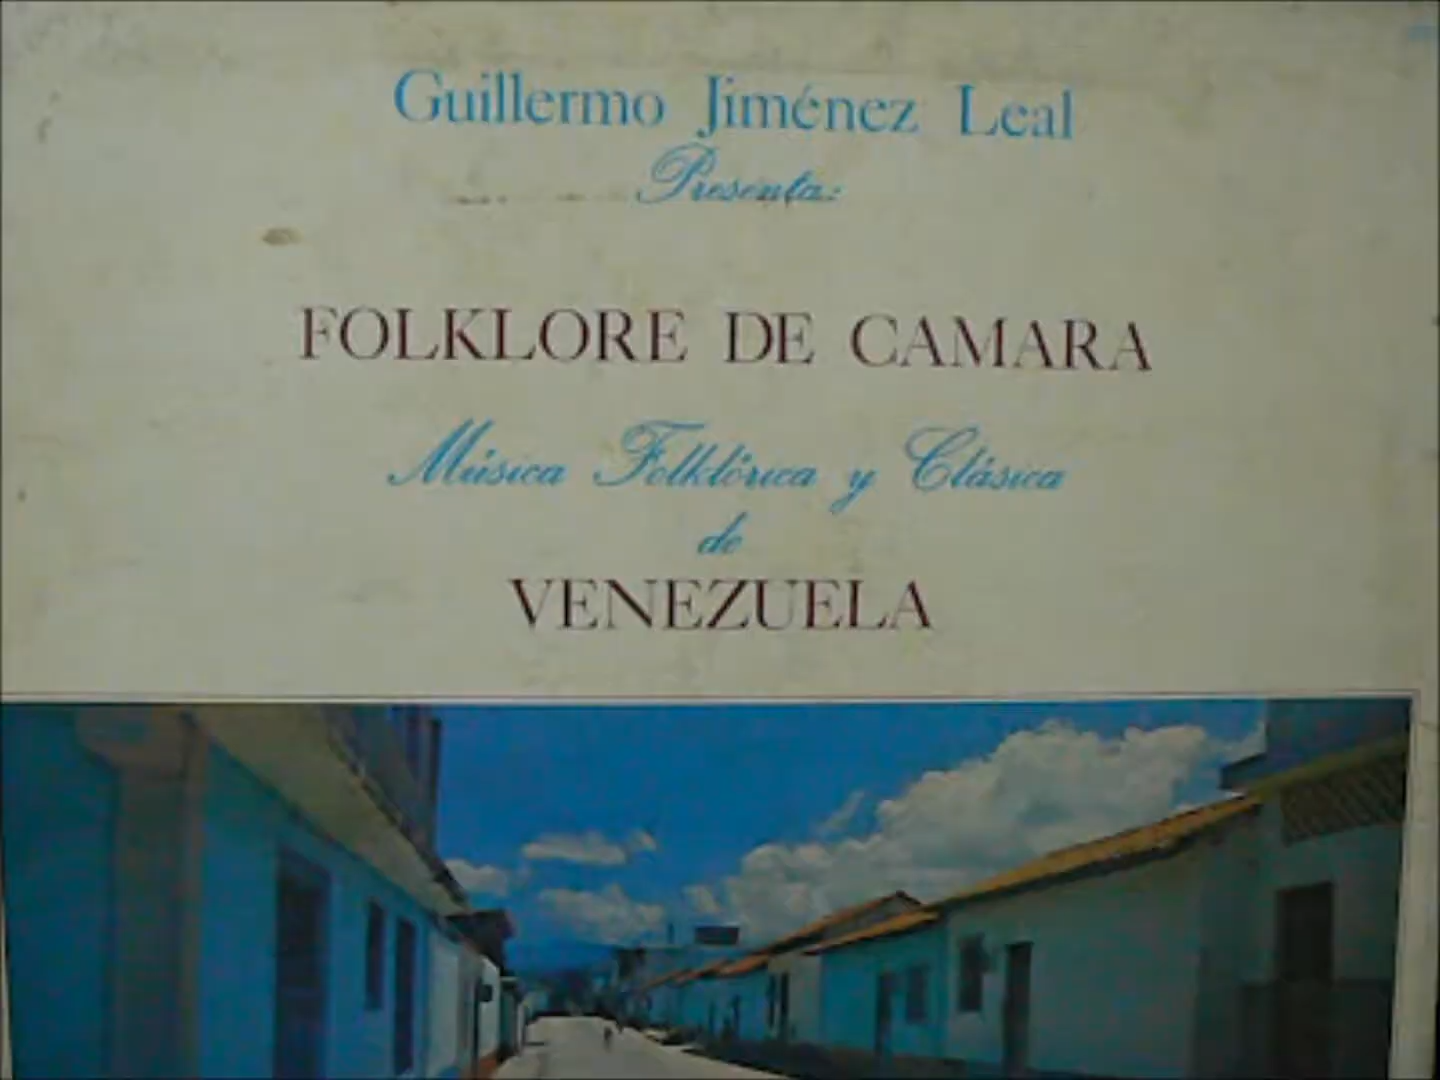 Guillermo Jiménez Leal
Presenta:
FOLKLORE DE CAMARA
Música Folklórica y Clásica
de
VENEZUELA